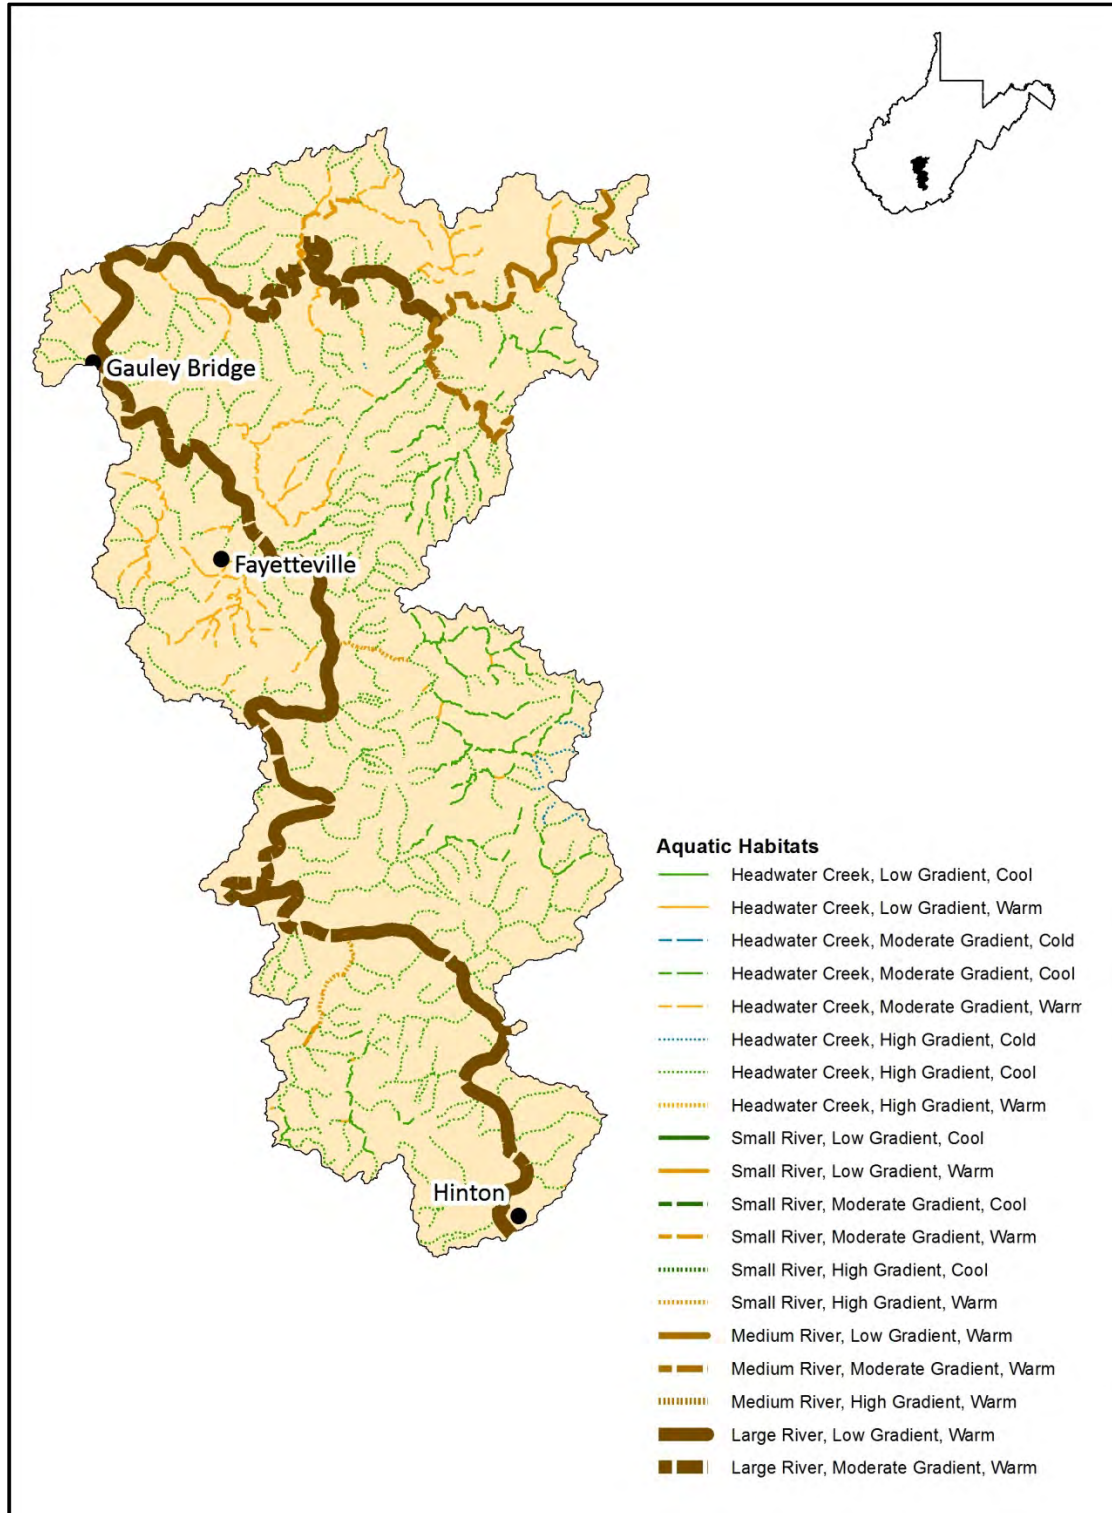 Gauley Bridge
Fayetteville
Hinton
Aquatic Habitats
Headwater Creek, Low Gradient, Cool
Headwater Creek, Low Gradient, Warm
Headwater Creek, Moderate Gradient, Cold
Headwater Creek, Moderate Gradient, Cool
Headwater Creek, Moderate Gradient, Warm
Headwater Creek, High Gradient, Cold
Headwater Creek, High Gradient, Cool
Headwater Creek, High Gradient, Warm
Small River, Low Gradient, Cool
Small River, Low Gradient, Warm
Small River, Moderate Gradient, Cool
Small River, Moderate Gradient, Warm
Small River, High Gradient, Cool
Small River, High Gradient, Warm
Medium River, Low Gradient, Warm
Medium River, Moderate Gradient, Warm
Medium River, High Gradient, Warm
Large River, Low Gradient, Warm
Large River, Moderate Gradient, Warm